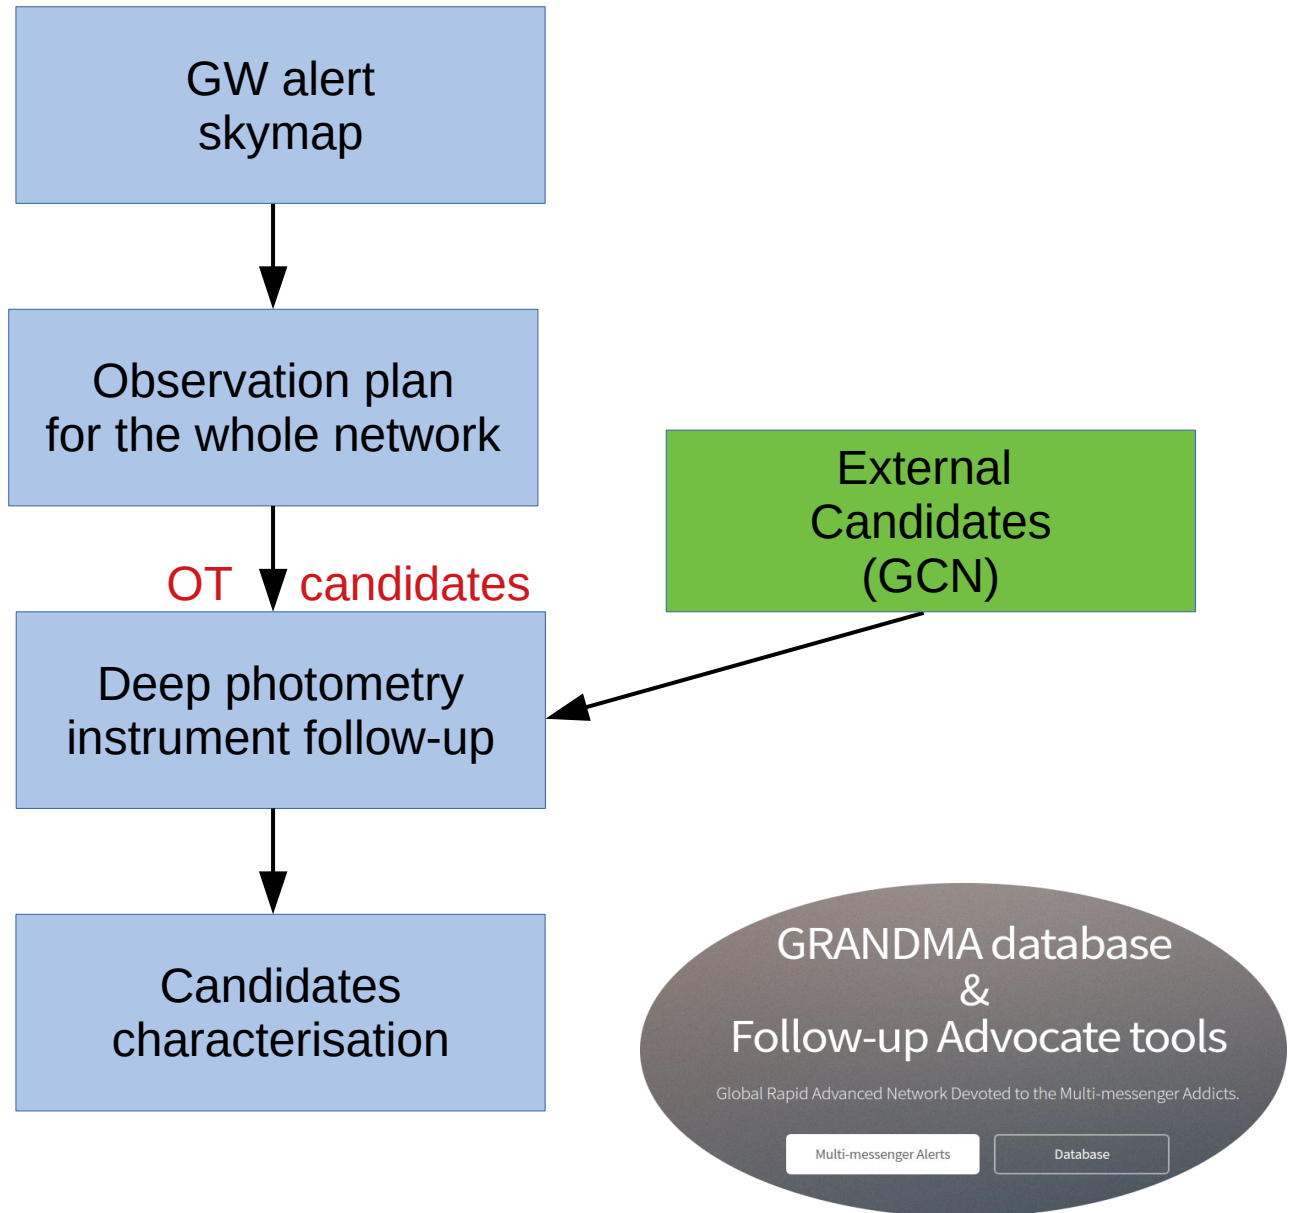 GW alert
skymap
Observation plan
for the whole network
External
Candidates
(GCN)
OT candidates
Deep photometry
instrument follow-up
Candidates
characterisation
GRANDMA database
&
Follow-up Advocate tools
Global Rapid Advanced Network Devoted to the Multi-messenger Addicts.
Multi-messenger Alerts
Database